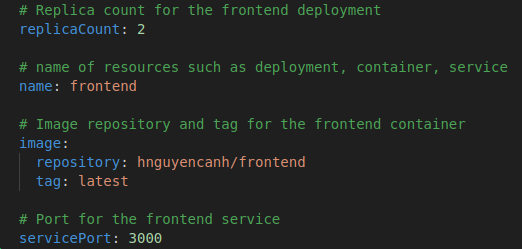 # Replica count for the frontend deployment
replicaCount: 2
# name of resources such as deployment, container, service
name: frontend
# Image repository and tag for the frontend container
image:
  repository: hnguyencanh/frontend
  tag: latest
# Port for the frontend service
servicePort: 3000